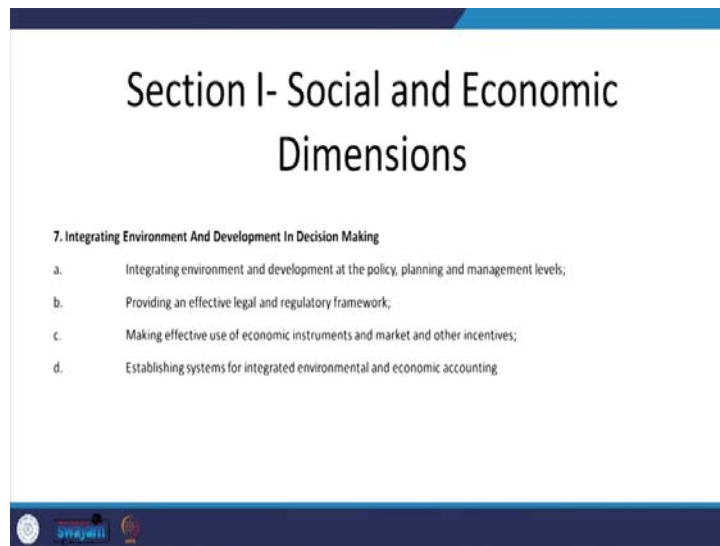 Section I- Social and Economic
Dimensions
7. Integrating Environment And Development In Decision Making
a. Integrating environment and development at the policy, planning and management levels;
b. Providing an effective legal and regulatory framework;
c. Making effective use of economic instruments and market and other incentives;
d. Establishing systems for integrated environmental and economic accounting
swayam